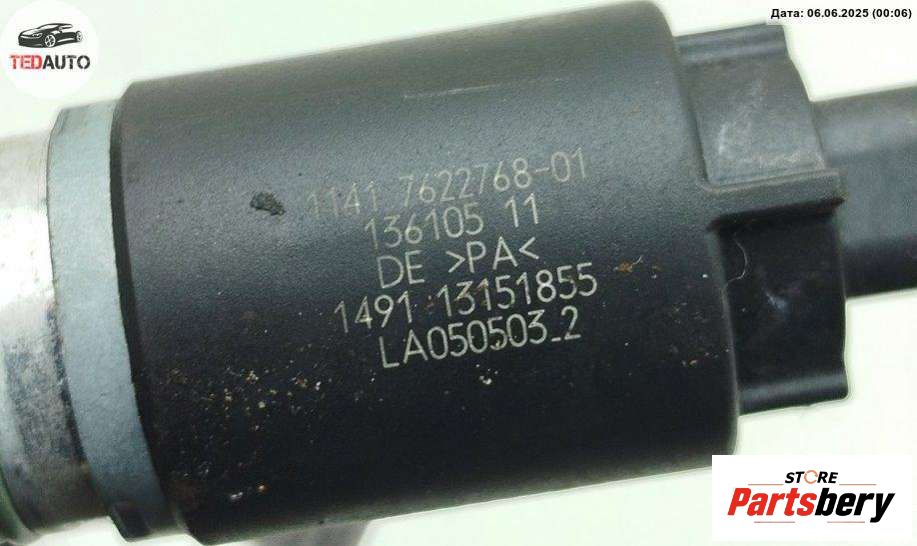 Дата: 06.06.2025 (00:06)
TEDAUTO
1141 7622768-01
136105 11
DE >PA<
1491 13151855
LA050503_2
STORE
Partsbery